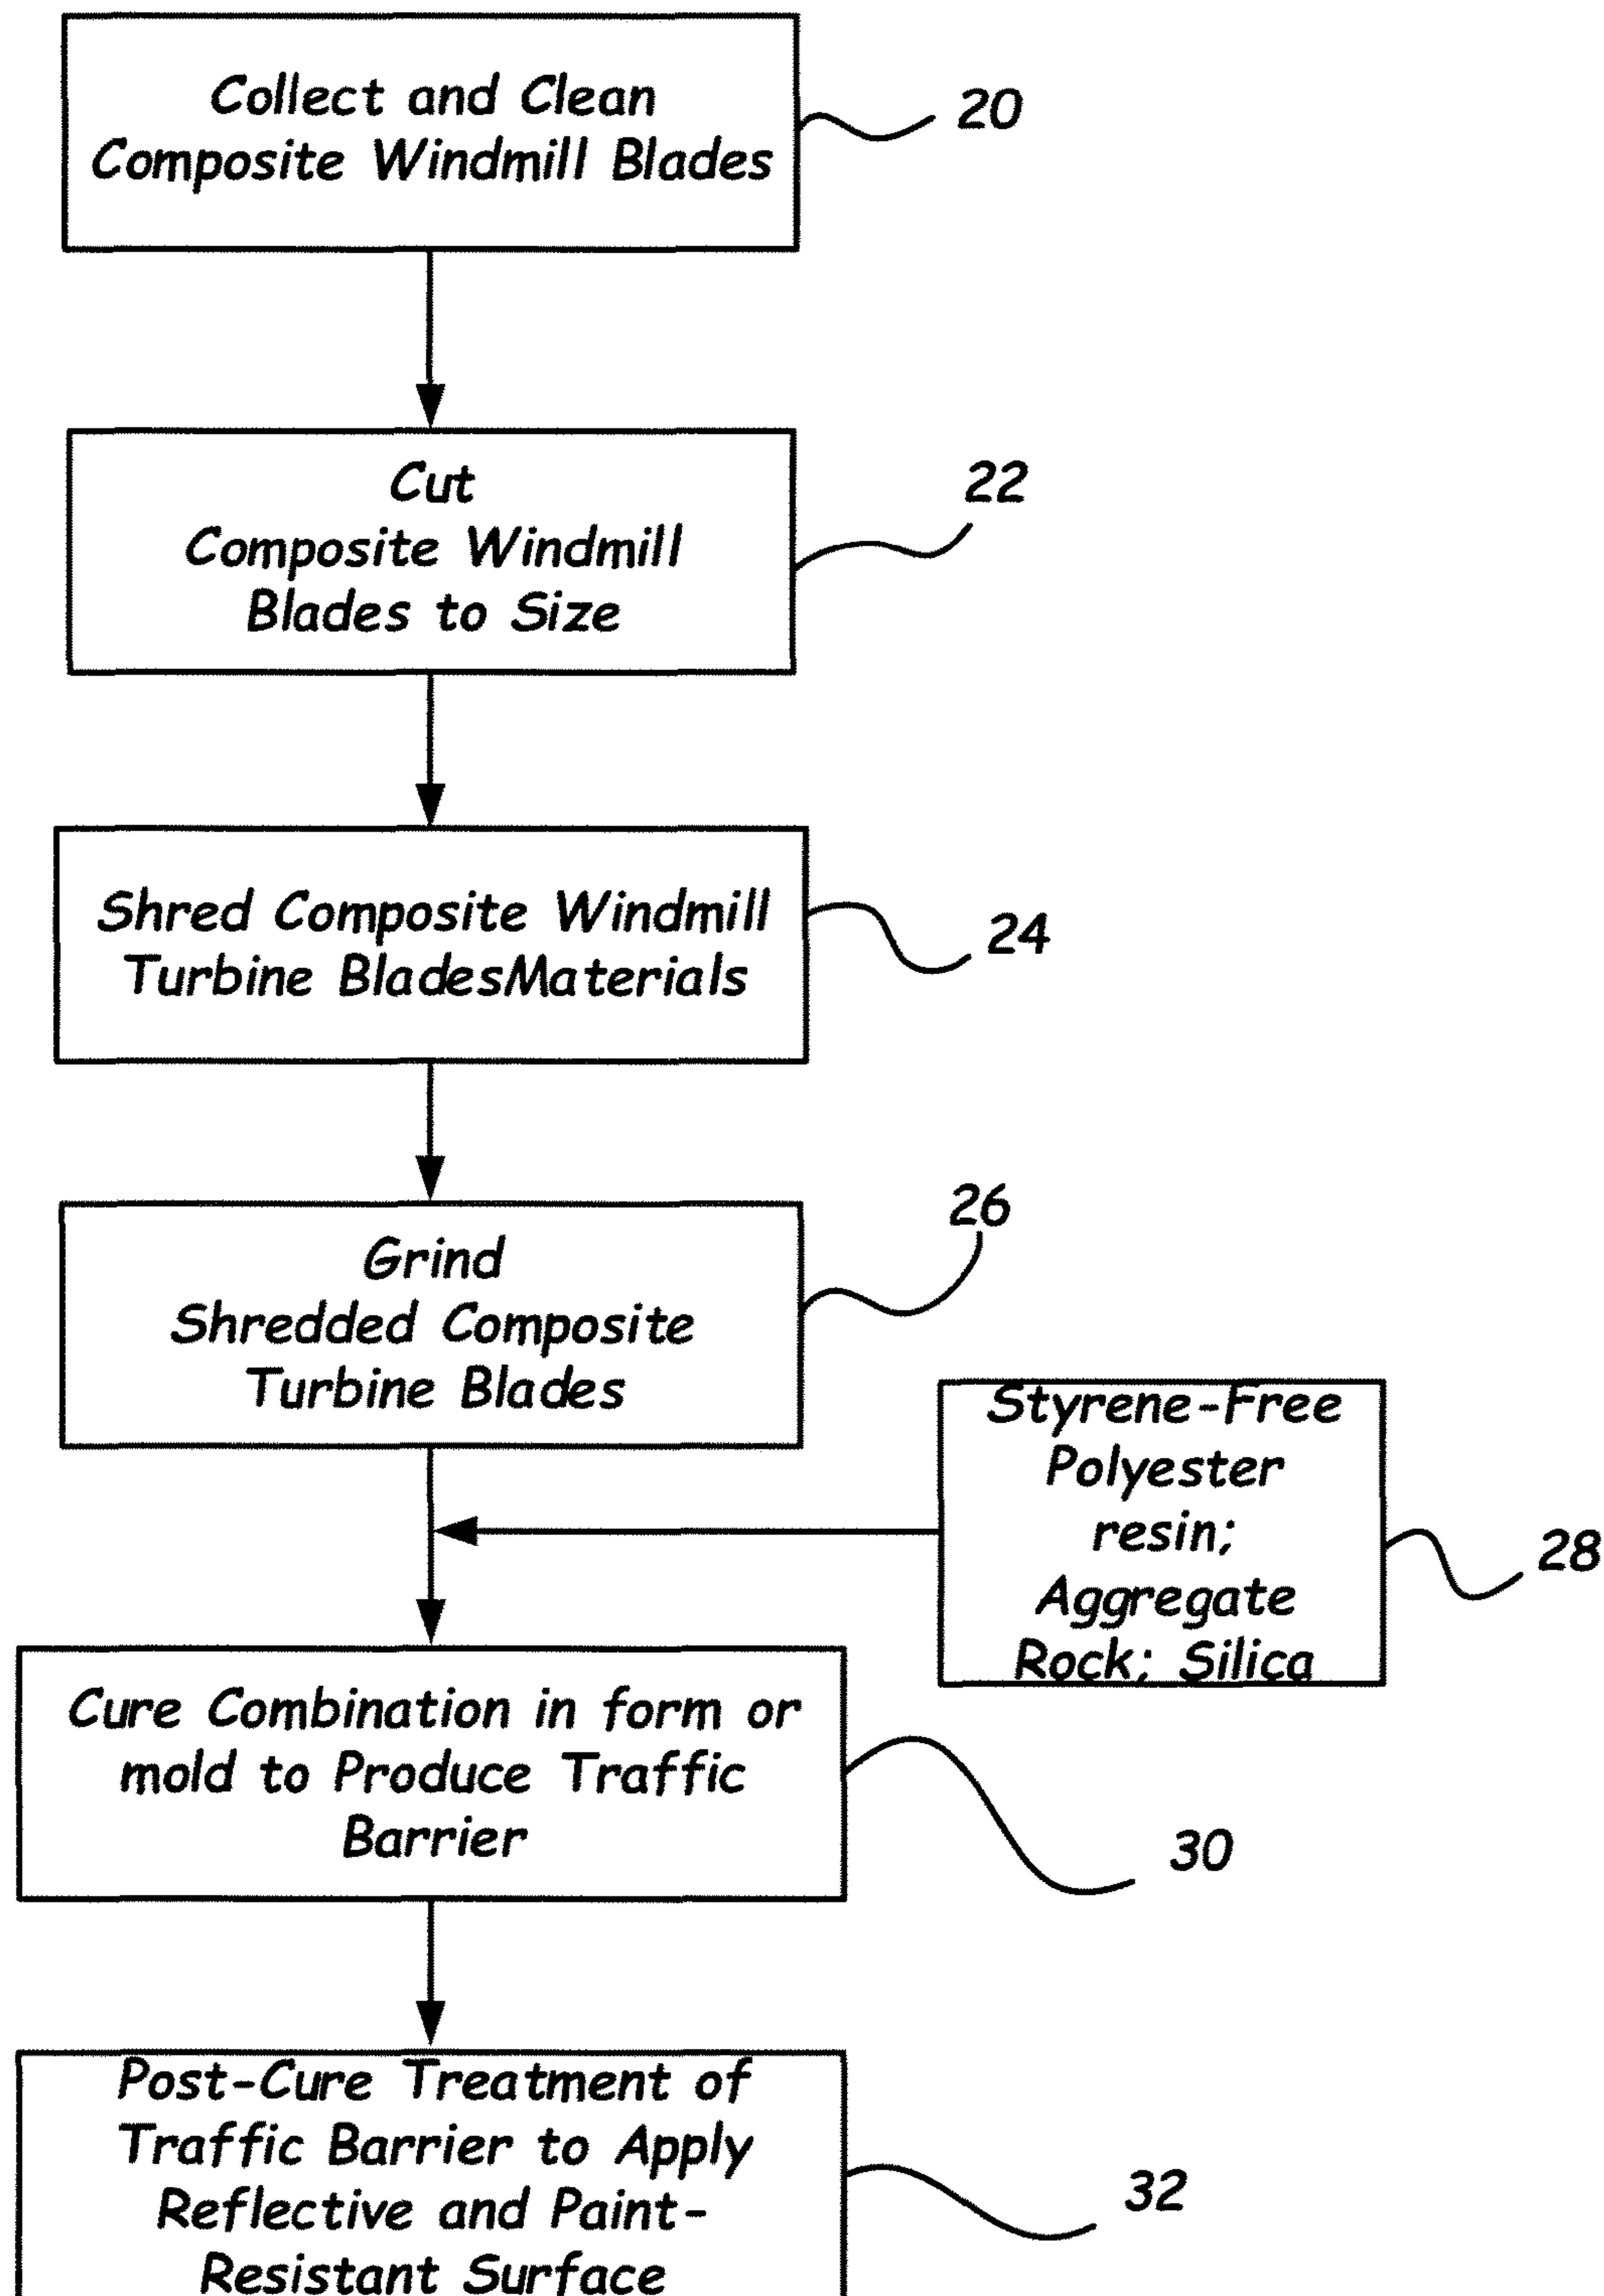 Collect and Clean
Composite Windmill Blades
20
Cut
Composite Windmill
Blades to Size
22
Shred Composite Windmill
Turbine BladesMaterials
24
Grind
Shredded Composite
Turbine Blades
26
Styrene-Free
Polyester
resin;
Aggregate
Rock; Silica
28
Cure Combination in form or
mold to Produce Traffic
Barrier
30
Post-Cure Treatment of
Traffic Barrier to Apply
Reflective and Paint-
Resistant Surface
32